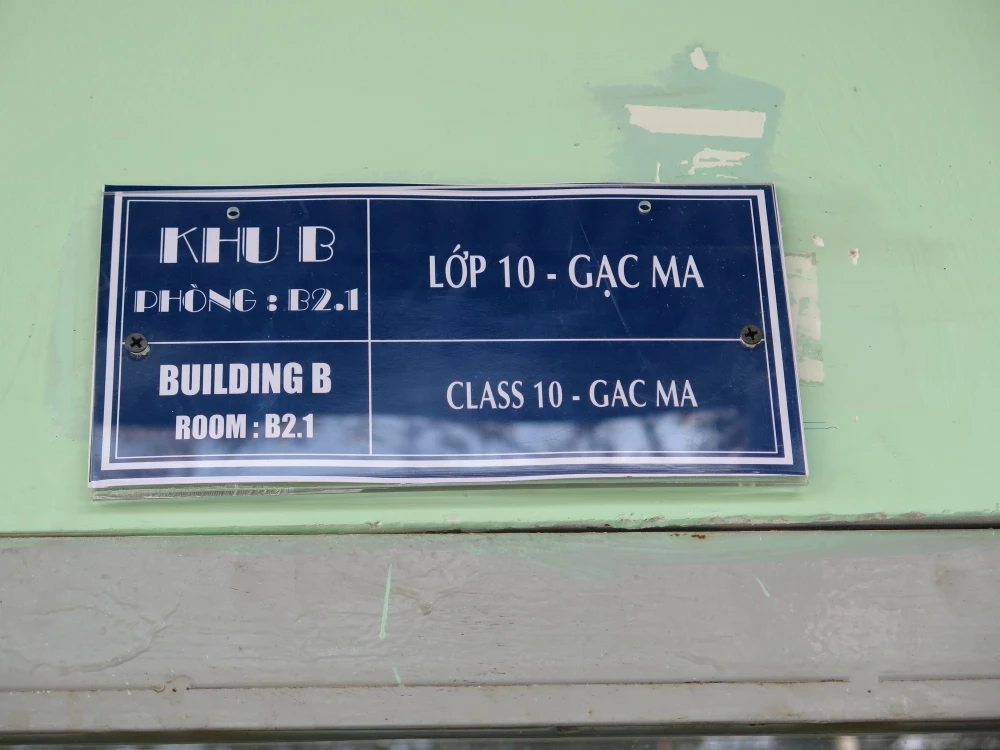 KHU B
PHÒNG : B2.1
LỚP 10 - GẠC MA
BUILDING B
ROOM : B2.1
CLASS 10 - GAC MA